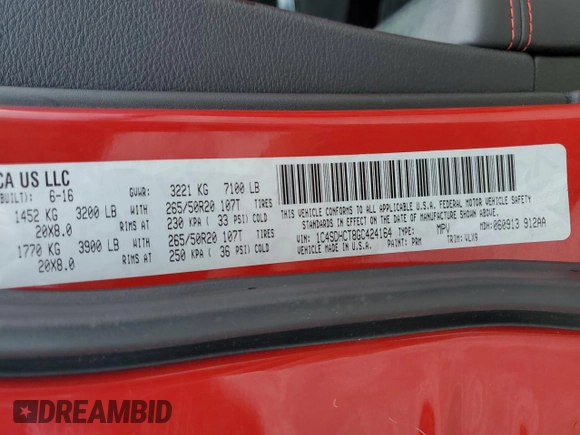 CA US LLC
BUILT): 6-16 GVWR: 3221 KG 7100 LB
1452 KG 3200 LB WITH 265/50R20 107T TIRES
20X8.0 RIMS AT 230 KPA ( 33 PSI) COLD
1770 KG 3900 LB WITH 265/50R20 107T TIRES
20X8.0 RIMS AT 250 KPA ( 36 PSI) COLD
THIS VEHICLE CONFORMS TO ALL APPLICABLE U.S.A. FEDERAL MOTOR VEHICLE SAFETY
STANDARDS IN EFFECT ON THE DATE OF MANUFACTURE SHOWN ABOVE.
VIN: 1C4SDHCT8GC424164 TYPE: MPV MDH: 060913 912AA
VEHICLE MADE IN U.S.A. PAINT: PRM TRIM: WLX9
DREAMBID